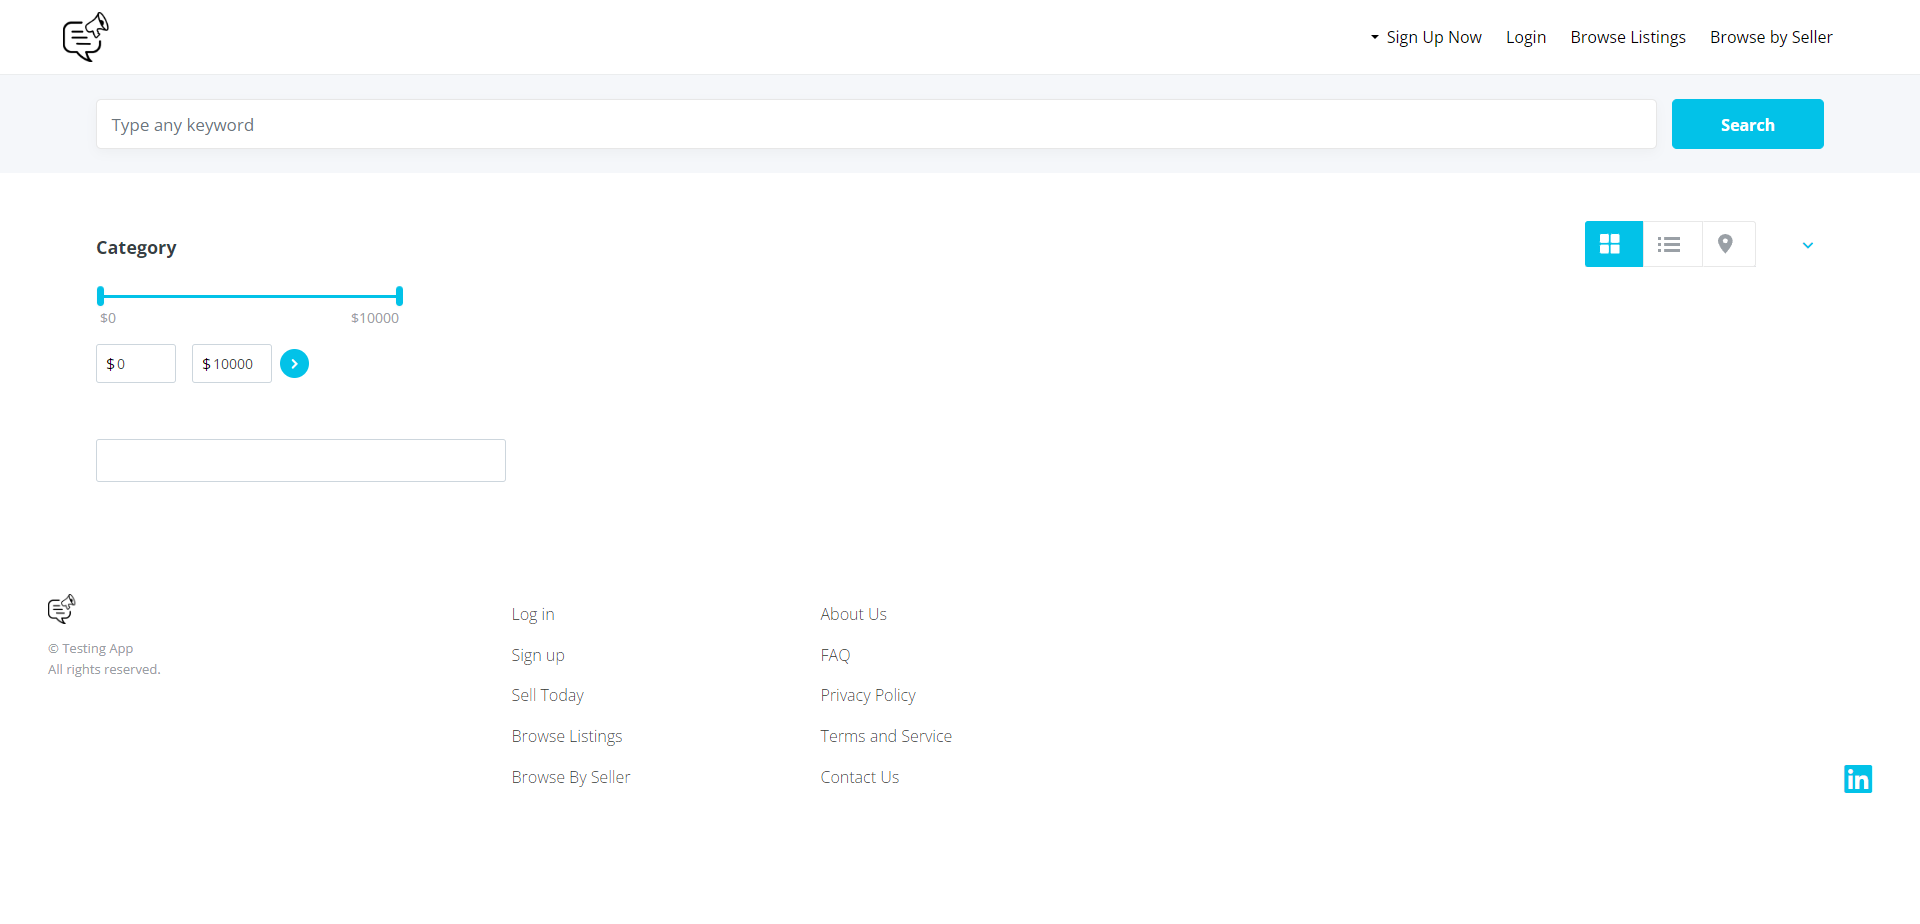 Sign Up Now Login Browse Listings Browse by Seller
Type any keyword
Search
Category
$0 $10000
$ 0 $ 10000
© Testing App
All rights reserved.
Log in
Sign up
Sell Today
Browse Listings
Browse By Seller
About Us
FAQ
Privacy Policy
Terms and Service
Contact Us
in